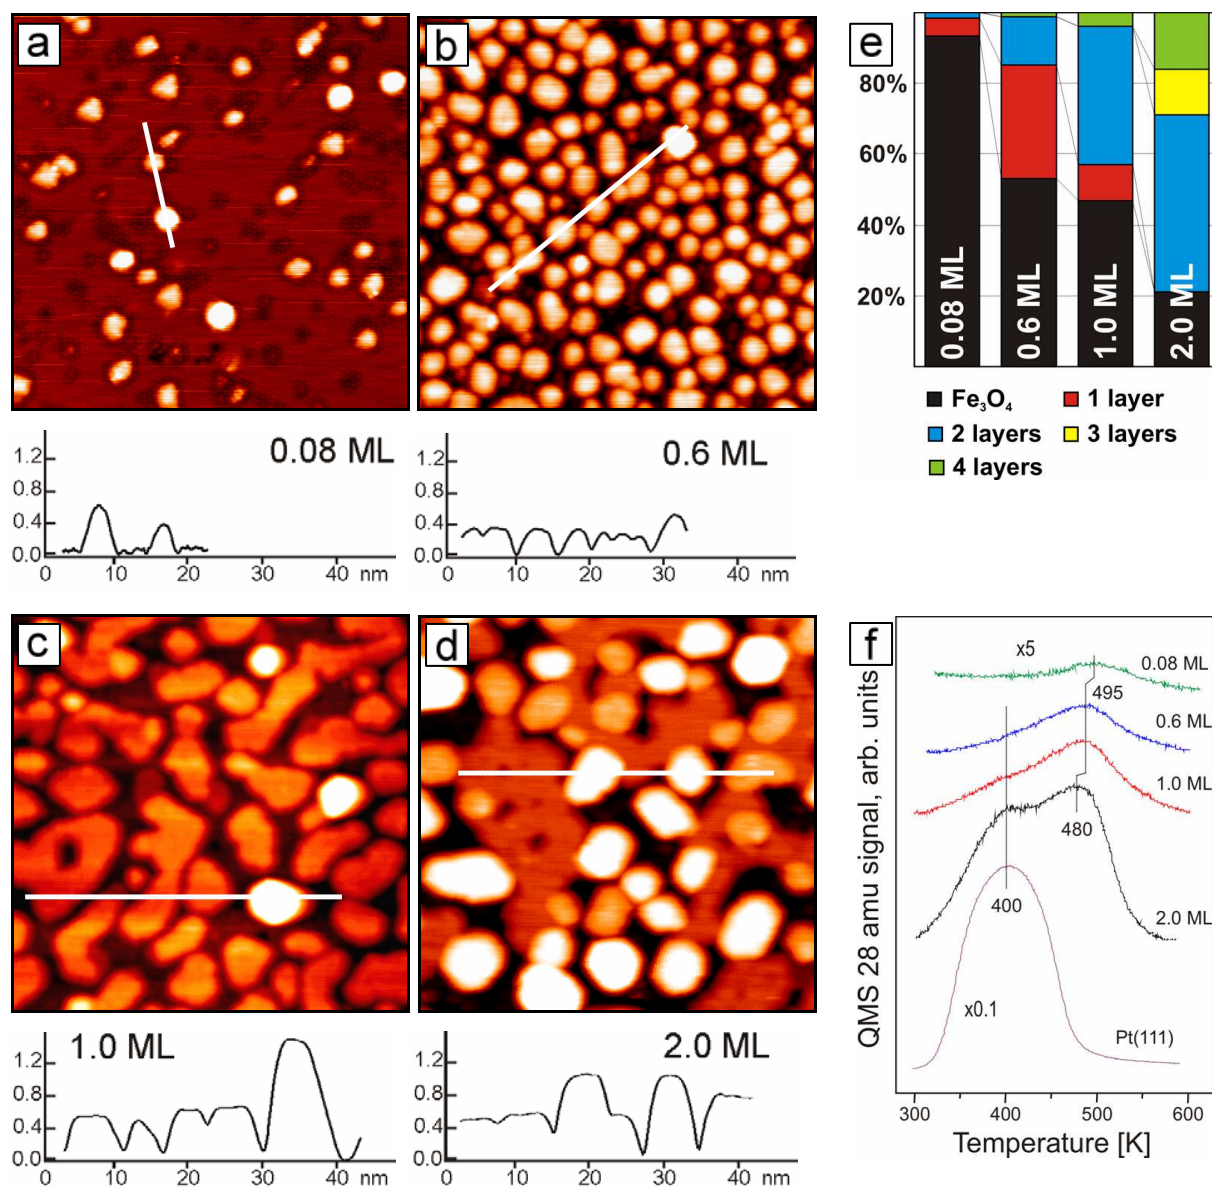 a
b
e
80%
60%
40%
20%
0.08 ML
0.6 ML
1.0 ML
2.0 ML
Fe₃O₄
1 layer
2 layers
3 layers
4 layers
0.08 ML
1.2
0.8
0.4
0.0
0 10 20 30 nm
0.6 ML
1.2
0.8
0.4
0.0
0 10 20 30 40 nm
c
d
f
1.0 ML
1.2
0.8
0.4
0.0
0 10 20 30 40 nm
2.0 ML
1.2
0.8
0.4
0.0
0 10 20 30 40 nm
QMS 28 amu signal, arb. units
x5
0.08 ML
495
0.6 ML
1.0 ML
480
400
2.0 ML
x0.1
Pt(111)
300 400 500 600
Temperature [K]